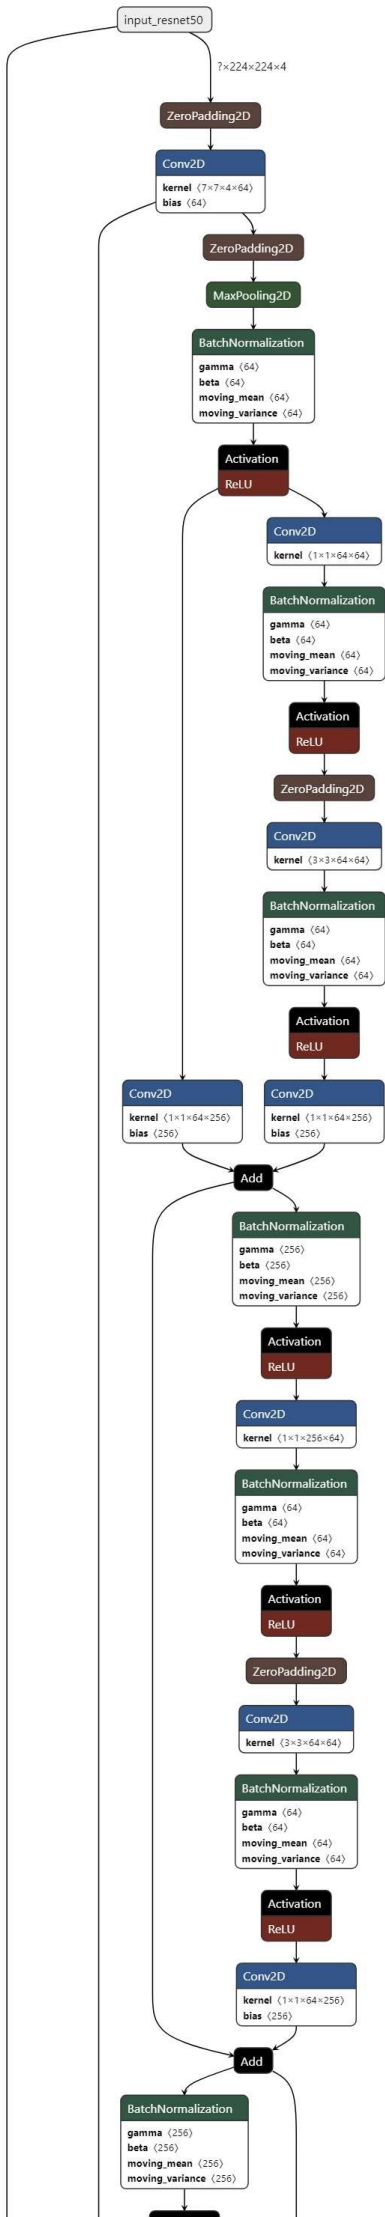 input_resnet50
?×224×224×4
ZeroPadding2D
Conv2D
kernel ⟨7×7×4×64⟩
bias ⟨64⟩
ZeroPadding2D
MaxPooling2D
BatchNormalization
gamma ⟨64⟩
beta ⟨64⟩
moving_mean ⟨64⟩
moving_variance ⟨64⟩
Activation
ReLU
Conv2D
kernel ⟨1×1×64×64⟩
BatchNormalization
gamma ⟨64⟩
beta ⟨64⟩
moving_mean ⟨64⟩
moving_variance ⟨64⟩
Activation
ReLU
ZeroPadding2D
Conv2D
kernel ⟨3×3×64×64⟩
BatchNormalization
gamma ⟨64⟩
beta ⟨64⟩
moving_mean ⟨64⟩
moving_variance ⟨64⟩
Activation
ReLU
Conv2D
kernel ⟨1×1×64×256⟩
bias ⟨256⟩
Conv2D
kernel ⟨1×1×64×256⟩
bias ⟨256⟩
Add
BatchNormalization
gamma ⟨256⟩
beta ⟨256⟩
moving_mean ⟨256⟩
moving_variance ⟨256⟩
Activation
ReLU
Conv2D
kernel ⟨1×1×256×64⟩
BatchNormalization
gamma ⟨64⟩
beta ⟨64⟩
moving_mean ⟨64⟩
moving_variance ⟨64⟩
Activation
ReLU
ZeroPadding2D
Conv2D
kernel ⟨3×3×64×64⟩
BatchNormalization
gamma ⟨64⟩
beta ⟨64⟩
moving_mean ⟨64⟩
moving_variance ⟨64⟩
Activation
ReLU
Conv2D
kernel ⟨1×1×64×256⟩
bias ⟨256⟩
Add
BatchNormalization
gamma ⟨256⟩
beta ⟨256⟩
moving_mean ⟨256⟩
moving_variance ⟨256⟩